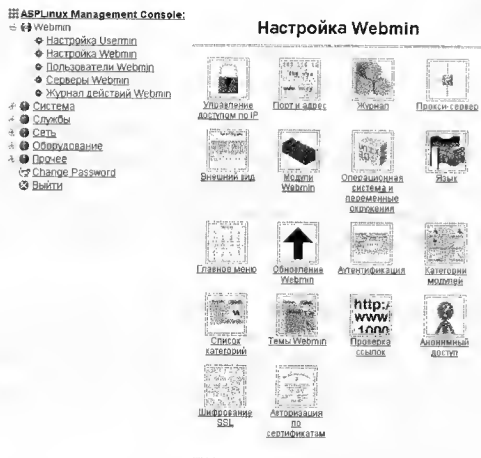 ASPLinux Management Console:
Webmin
Настройка Usermin
Настройка Webmin
Пользователи Webmin
Серверы Webmin
Журнал действий Webmin
Система
Службы
Сеть
Оборудование
Прочее
Change Password
Выйти
Настройка Webmin
Управление
доступом по IP
Порт и адрес
Журнал
Прокси-сервер
Внешний вид
Модули
Webmin
Операционная
система и
переменные
окружения
Язык
Главное меню
Обновление
Webmin
Аутентификация
Категории
модулей
Список
категорий
Темы Webmin
http:/
www
1000
Проверка
ссылок
Анонимный
доступ
Шифрование
SSL
Авторизация
по
сертификатам